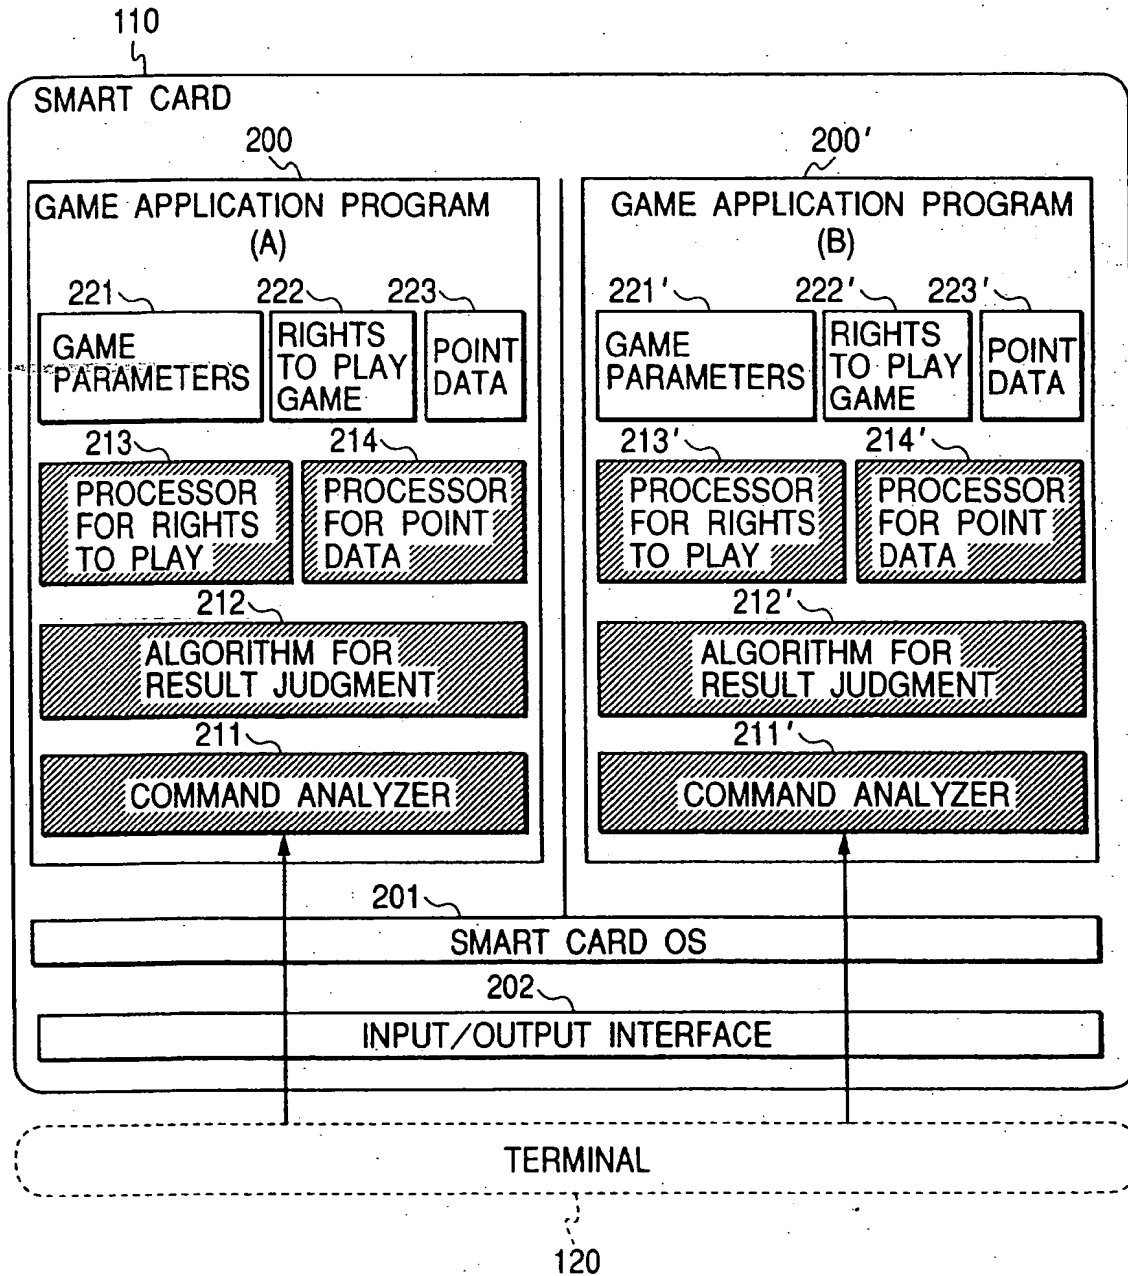 110
SMART CARD
200
200'
GAME APPLICATION PROGRAM
(A)
GAME APPLICATION PROGRAM
(B)
221
222
223
221'
222'
223'
GAME
PARAMETERS
RIGHTS
TO PLAY
GAME
POINT
DATA
GAME
PARAMETERS
RIGHTS
TO PLAY
GAME
POINT
DATA
213
214
213'
214'
PROCESSOR
FOR RIGHTS
TO PLAY
PROCESSOR
FOR POINT
DATA
PROCESSOR
FOR RIGHTS
TO PLAY
PROCESSOR
FOR POINT
DATA
212
212'
ALGORITHM FOR
RESULT JUDGMENT
ALGORITHM FOR
RESULT JUDGMENT
211
211'
COMMAND ANALYZER
COMMAND ANALYZER
201
SMART CARD OS
202
INPUT/OUTPUT INTERFACE
TERMINAL
120